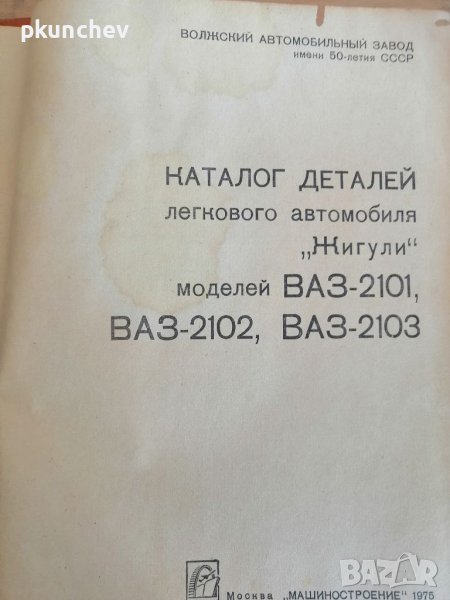 pkunchev
ВОЛЖСКИЙ АВТОМОБИЛЬНЫЙ ЗАВОД
имени 50-летия СССР
КАТАЛОГ ДЕТАЛЕЙ
легкового автомобиля
„Жигули“
моделей ВАЗ-2101,
ВАЗ-2102, ВАЗ-2103
Москва „МАШИНОСТРОЕНИЕ" 1975
BAZAR
bg